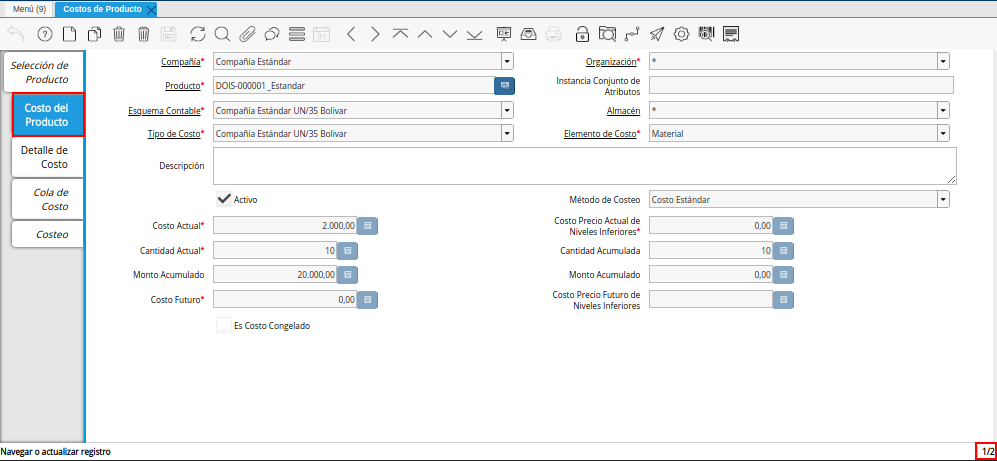 Menú (9)
Costos de Producto
31
Selección de
Producto
Costo del
Producto
Detalle de
Costo
Cola de
Costo
Costeo
Compañía* Compañía Estándar
Organización* *
Producto* DOIS-000001_Estandar
Instancia Conjunto de
Atributos
Esquema Contable* Compañía Estándar UN/35 Bolivar
Almacén *
Tipo de Costo* Compañía Estándar UN/35 Bolivar
Elemento de Costo* Material
Descripción
Activo
Método de Costeo Costo Estándar
Costo Actual* 2.000,00
Costo Precio Actual de
Niveles Inferiores* 0,00
Cantidad Actual* 10
Cantidad Acumulada 10
Monto Acumulado 20.000,00
Monto Acumulado 0,00
Costo Futuro* 0,00
Costo Precio Futuro de
Niveles Inferiores
Es Costo Congelado
Navegar o actualizar registro
1/2